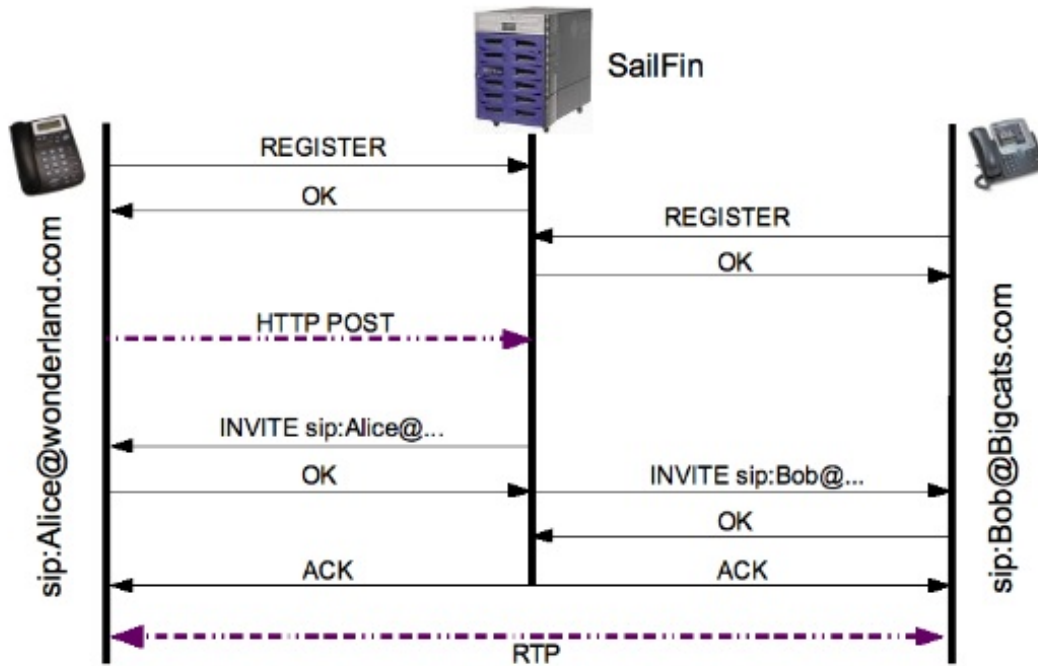 SailFin
REGISTER
OK
REGISTER
OK
HTTP POST
INVITE sip:Alice@...
OK
INVITE sip:Bob@...
OK
ACK
ACK
RTP
sip:Alice@wonderland.com
sip:Bob@Bigcats.com